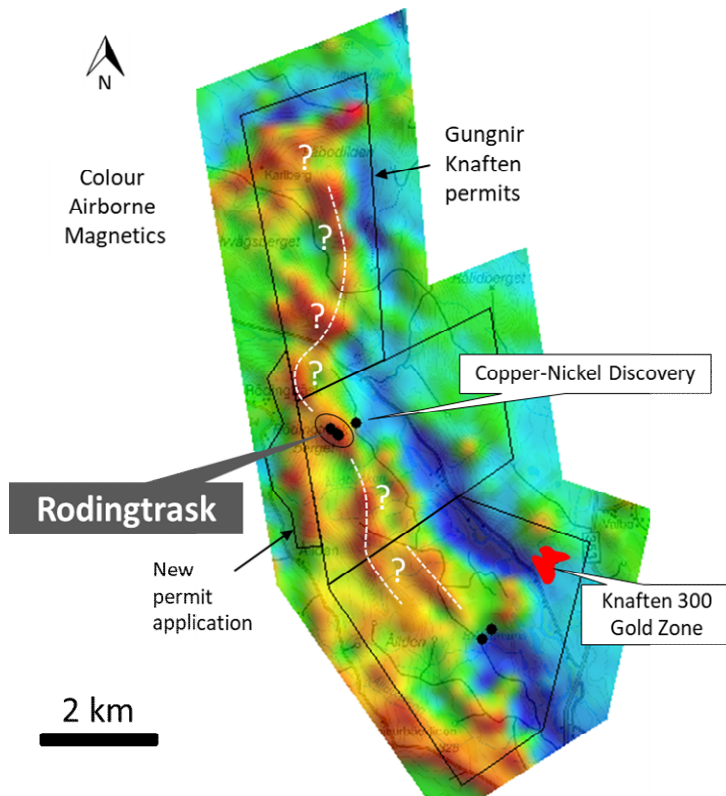 N
Colour
Airborne
Magnetics
Gungnir
Knaften
permits
?
Karlberg
?
?
?
Copper-Nickel Discovery
Rodingtrask
?
New
permit
application
?
Knaften 300
Gold Zone
2 km